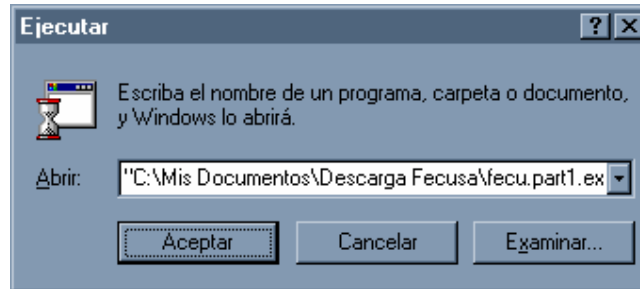 Ejecutar
Escriba el nombre de un programa, carpeta o documento,
y Windows lo abrirá.
Abrir: "C:\Mis Documentos\Descarga Fecusa\fecu.part1.ex
Aceptar Cancelar Examinar...